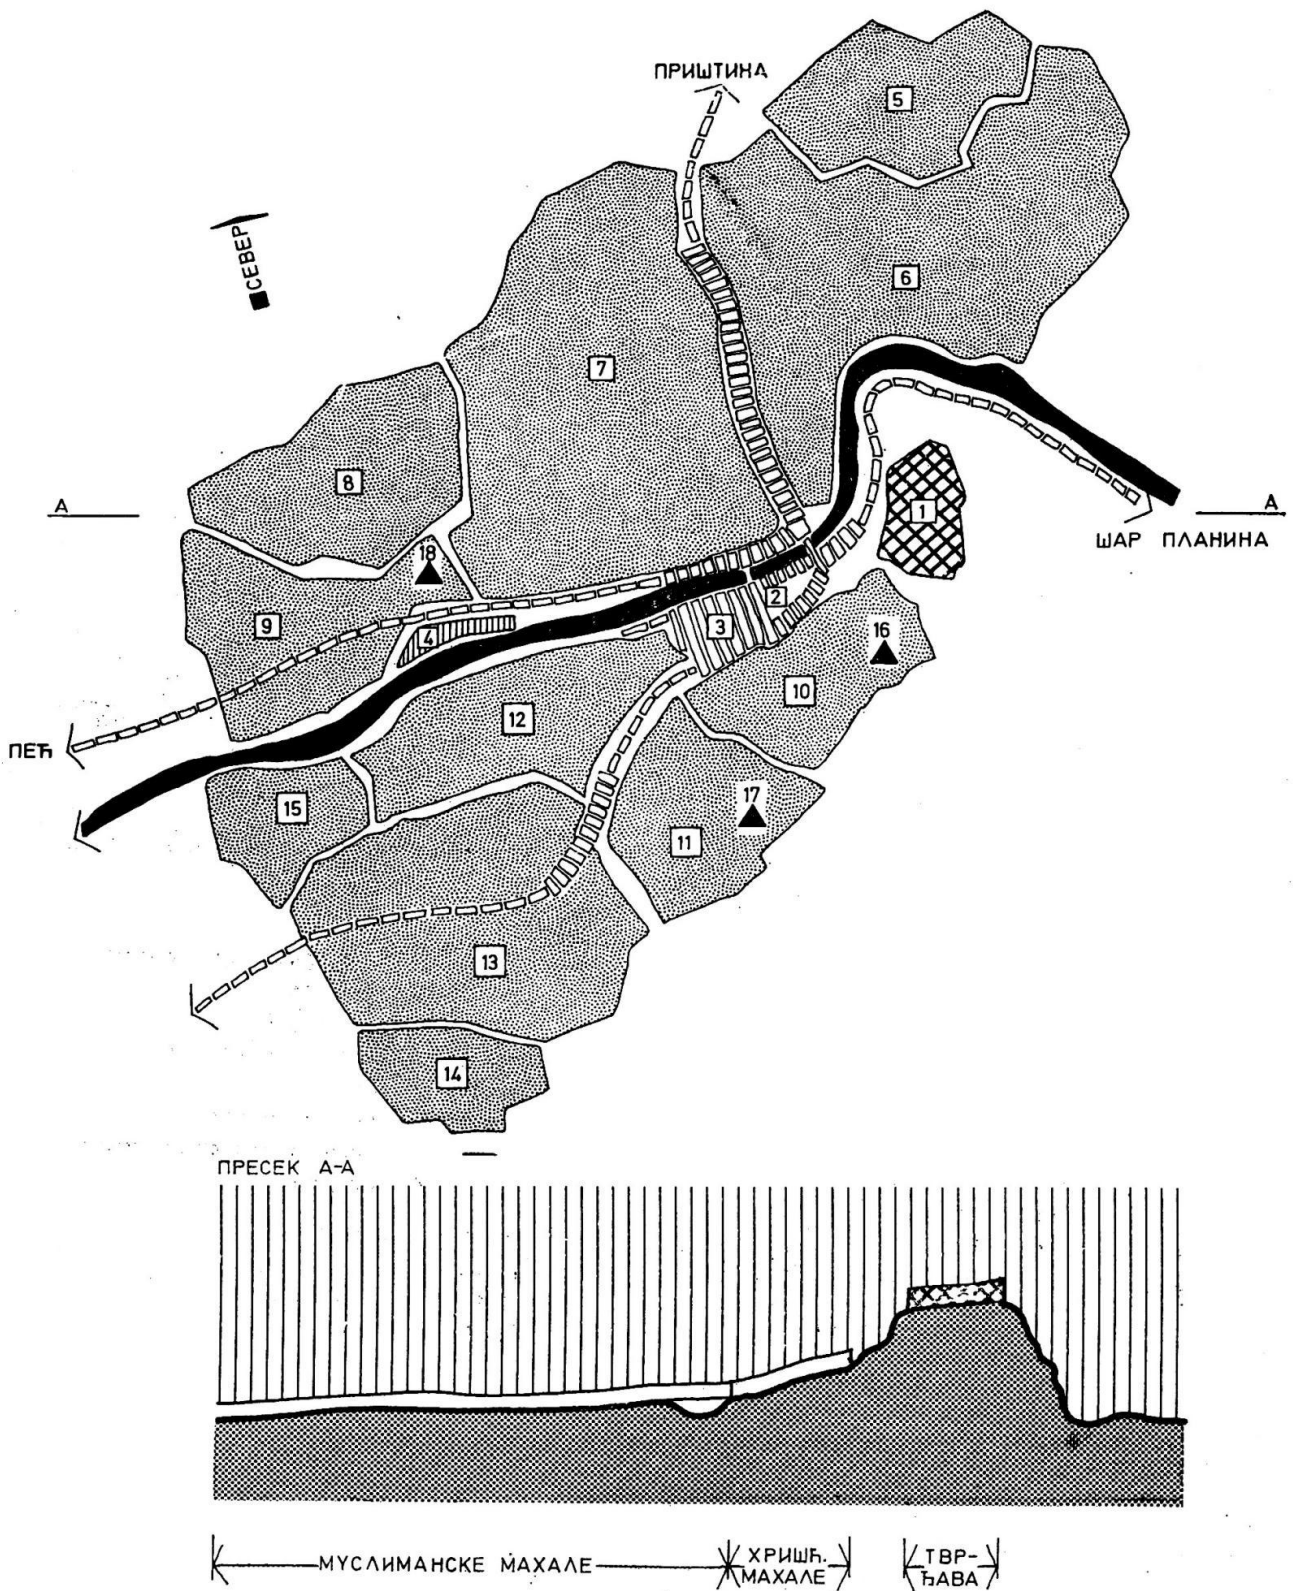 ПРИШТИНА
5
СЕВЕР
6
7
8
А
1
А
ШАР ПЛАНИНА
18
2
9
4
3
16
10
12
ПЕЋ
15
17
11
13
14
ПРЕСЕК А-А
МУСЛИМАНСКЕ МАХАЛЕ
ХРИШЋ.
МАХАЛЕ
ТВР-
ЂАВА